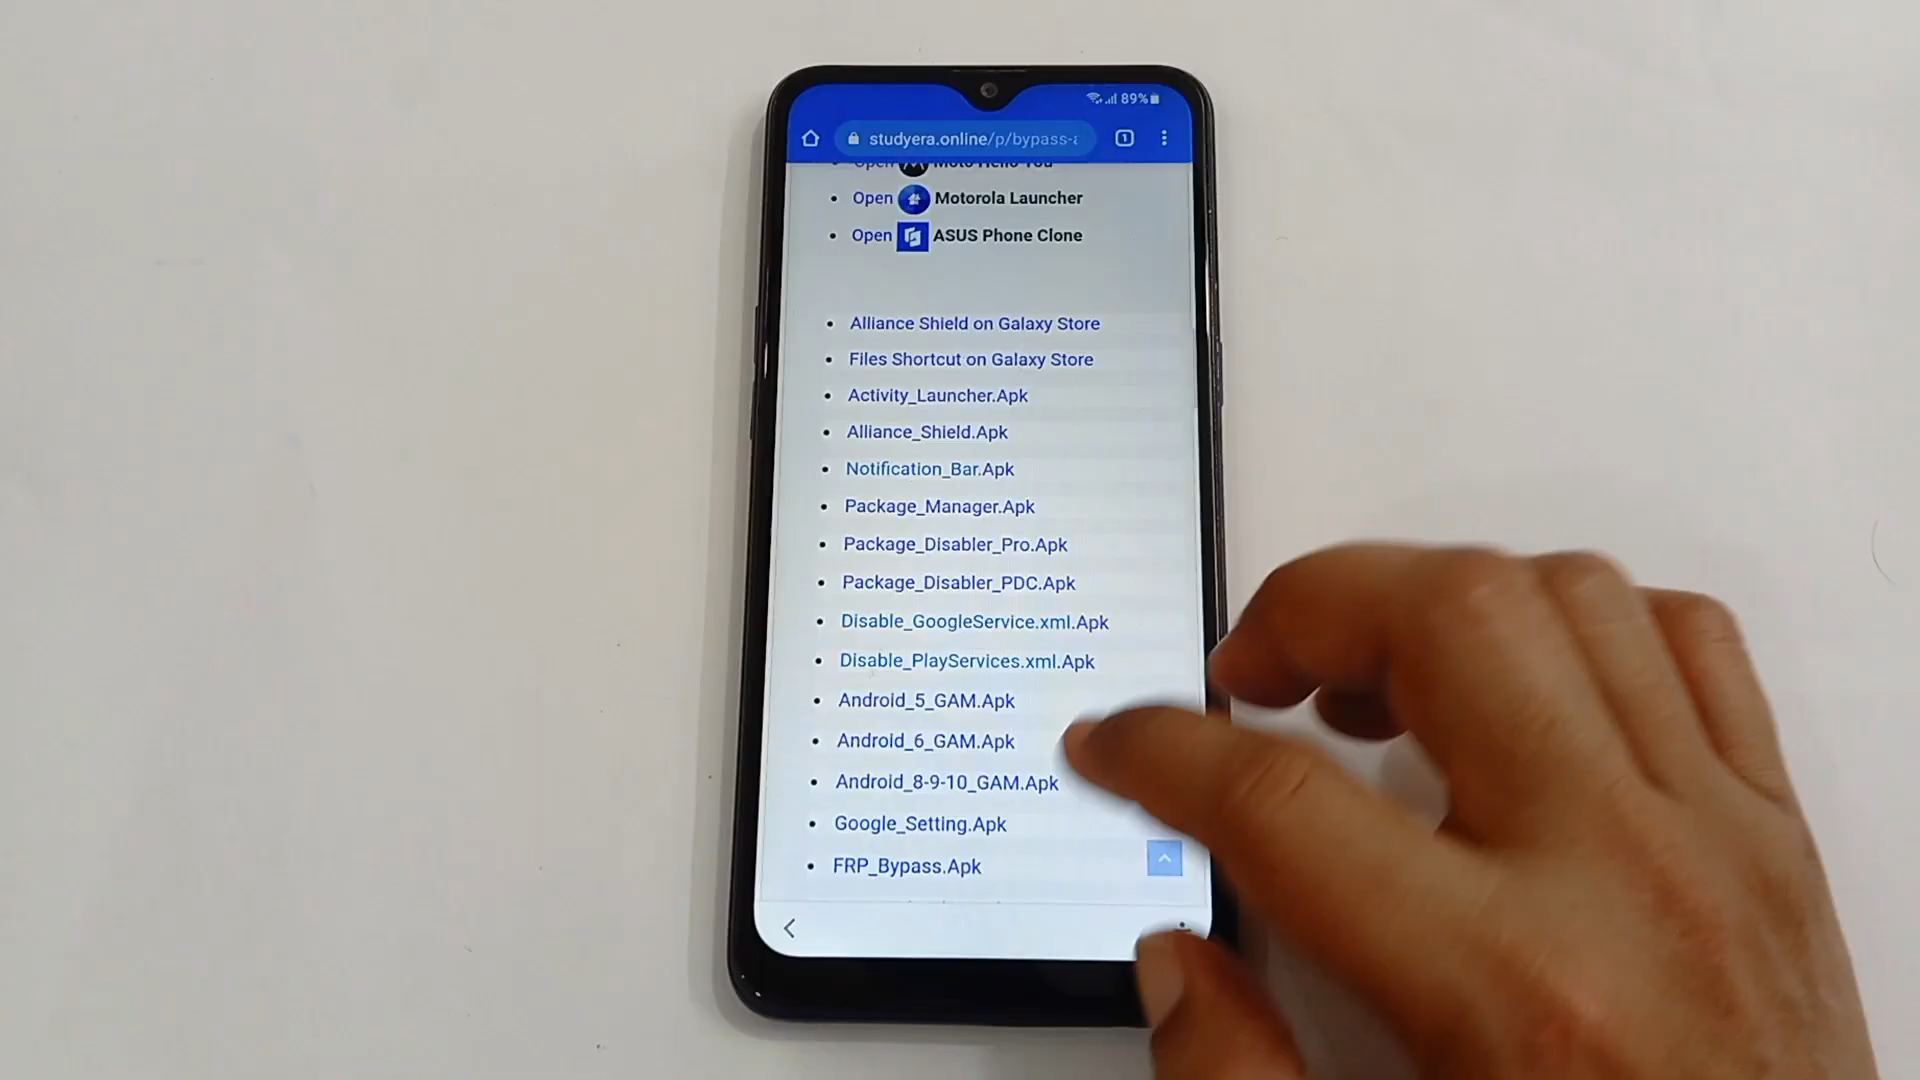 89%
studyera.online/p/bypass-a
1
Open Moto Hello You
Open Motorola Launcher
Open ASUS Phone Clone
Alliance Shield on Galaxy Store
Files Shortcut on Galaxy Store
Activity_Launcher.Apk
Alliance_Shield.Apk
Notification_Bar.Apk
Package_Manager.Apk
Package_Disabler_Pro.Apk
Package_Disabler_PDC.Apk
Disable_GoogleService.xml.Apk
Disable_PlayServices.xml.Apk
Android_5_GAM.Apk
Android_6_GAM.Apk
Android_8-9-10_GAM.Apk
Google_Setting.Apk
FRP_Bypass.Apk